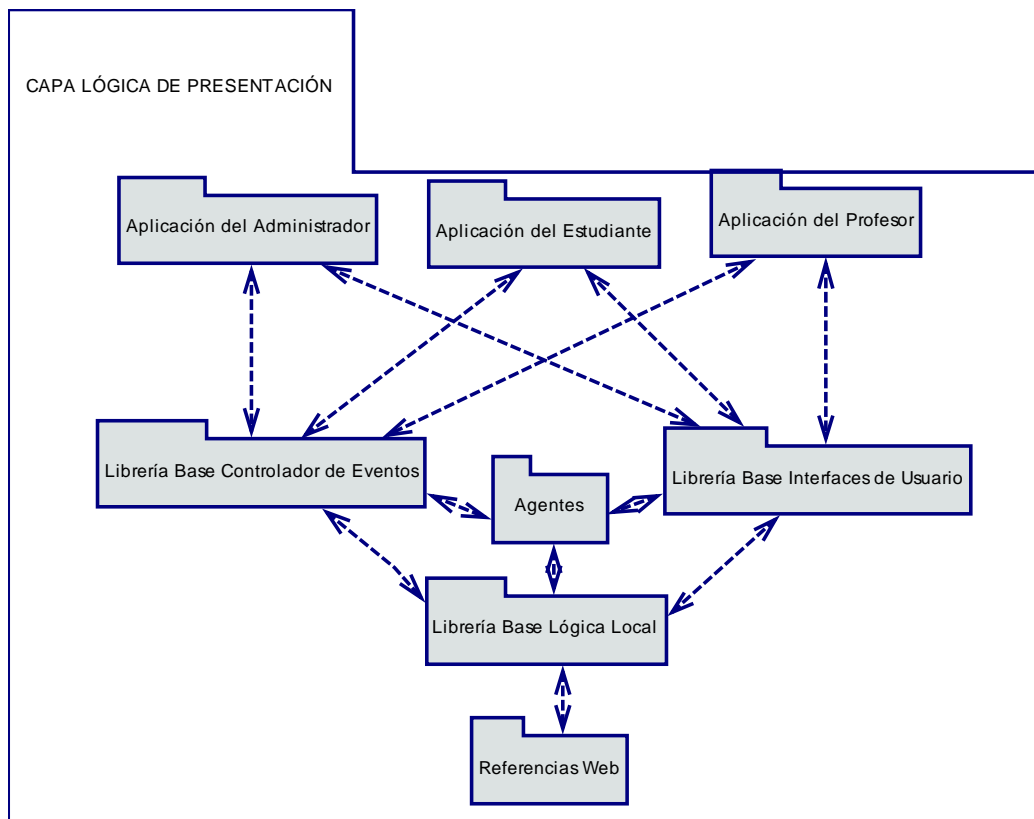 CAPA LÓGICA DE PRESENTACIÓN
Aplicación del Administrador
Aplicación del Estudiante
Aplicación del Profesor
Librería Base Controlador de Eventos
Agentes
Librería Base Interfaces de Usuario
Librería Base Lógica Local
Referencias Web